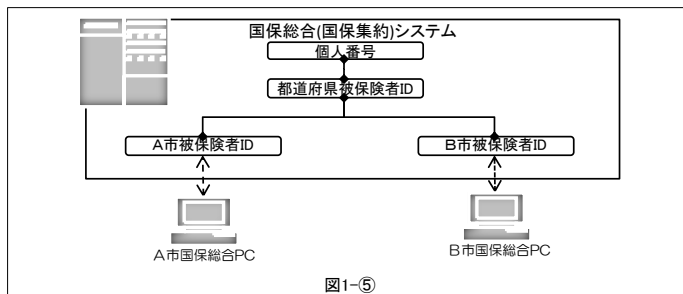 国保総合(国保集約)システム
個人番号
都道府県被保険者ID
A市被保険者ID
B市被保険者ID
A市国保総合PC
B市国保総合PC
図1-⑤